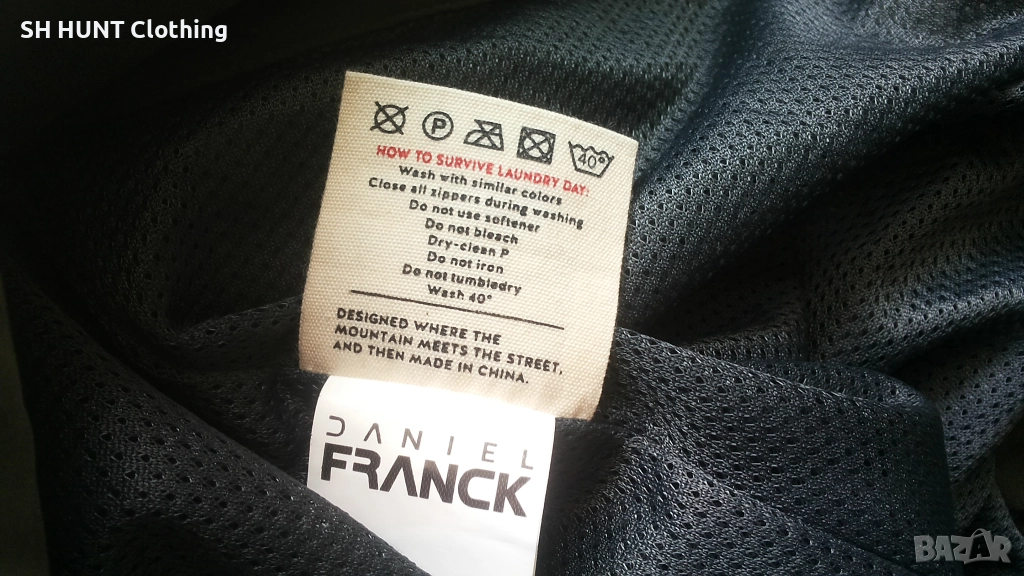 SH HUNT Clothing
P
40°
HOW TO SURVIVE LAUNDRY DAY:
Wash with similar colors
Close all zippers during washing
Do not use softener
Do not bleach
Dry-clean P
Do not iron
Do not tumbledry
Wash 40°
DESIGNED WHERE THE
MOUNTAIN MEETS THE STREET,
AND THEN MADE IN CHINA.
DANIEL
FRANCK
BAZAR